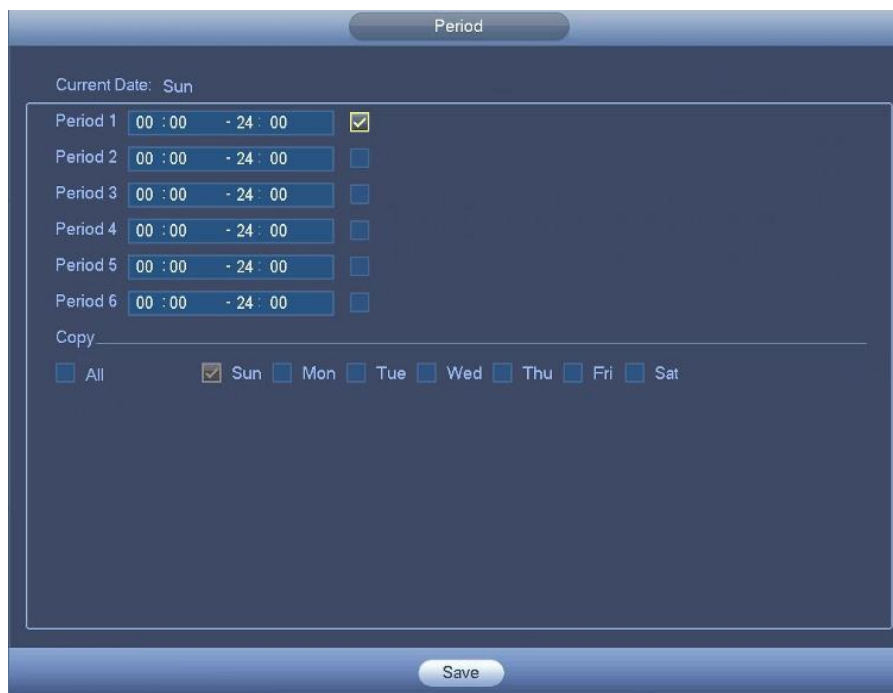 Period
Current Date: Sun
Period 1 00 : 00 - 24 : 00
Period 2 00 : 00 - 24 : 00
Period 3 00 : 00 - 24 : 00
Period 4 00 : 00 - 24 : 00
Period 5 00 : 00 - 24 : 00
Period 6 00 : 00 - 24 : 00
Copy
All Sun Mon Tue Wed Thu Fri Sat
Save